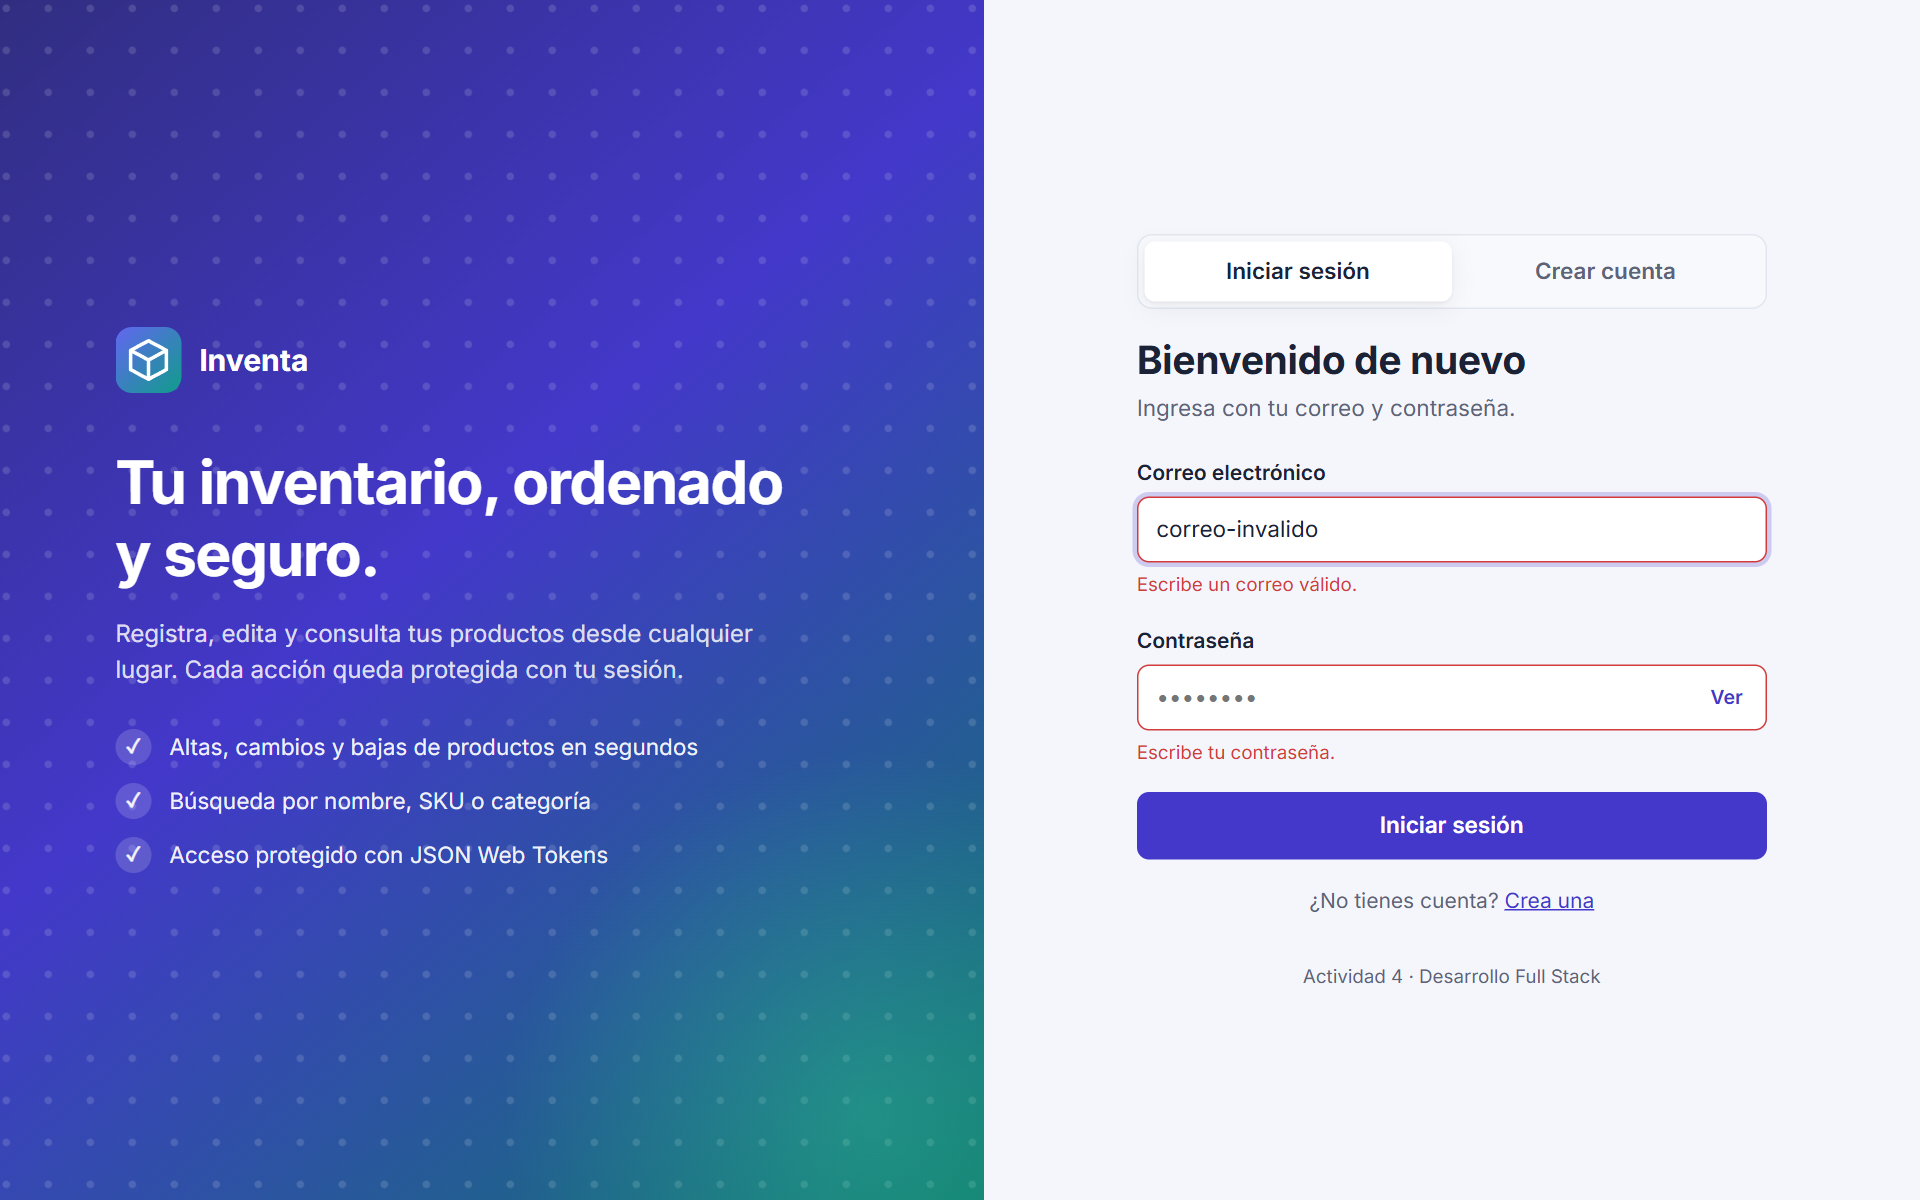 Inventa
Tu inventario, ordenado
y seguro.
Registra, edita y consulta tus productos desde cualquier
lugar. Cada acción queda protegida con tu sesión.
✓ Altas, cambios y bajas de productos en segundos
✓ Búsqueda por nombre, SKU o categoría
✓ Acceso protegido con JSON Web Tokens
Iniciar sesión
Crear cuenta
Bienvenido de nuevo
Ingresa con tu correo y contraseña.
Correo electrónico
correo-invalido
Escribe un correo válido.
Contraseña
••••••••
Ver
Escribe tu contraseña.
Iniciar sesión
¿No tienes cuenta? Crea una
Actividad 4 · Desarrollo Full Stack